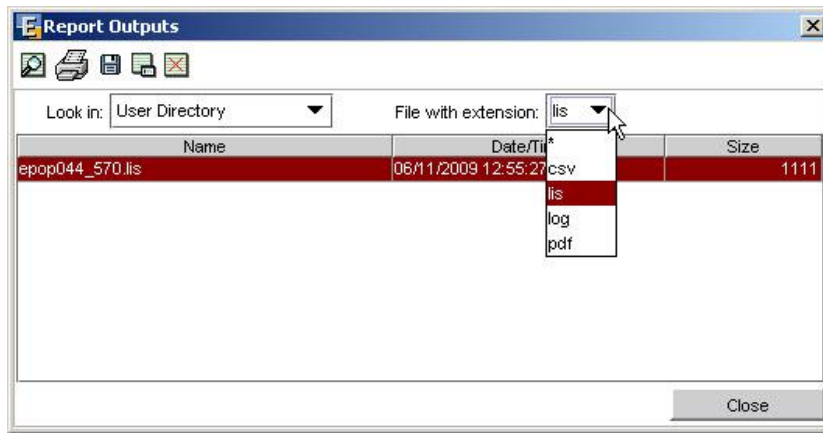 Report Outputs
Look in: User Directory File with extension: lis
Name Date/Ti Size
*
epop044_570.lis 06/11/2009 12:55:27 1111
csv
lis
log
pdf
Close